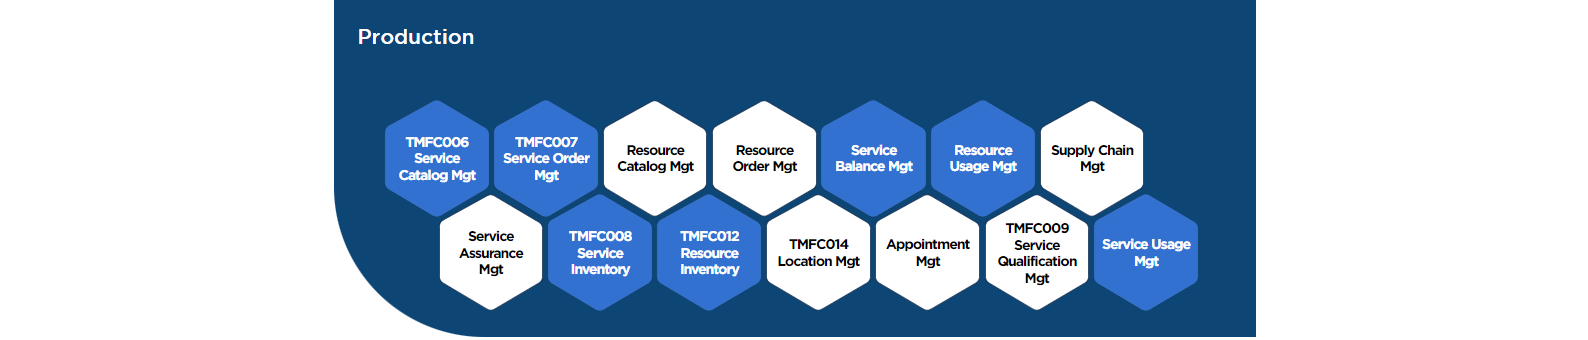 Production
TMFC006
Service
Catalog Mgt
TMFC007
Service Order
Mgt
Resource
Catalog Mgt
Resource
Order Mgt
Service
Balance Mgt
Resource
Usage Mgt
Supply Chain
Mgt
Service
Assurance
Mgt
TMFC008
Service
Inventory
TMFC012
Resource
Inventory
TMFC014
Location Mgt
Appointment
Mgt
TMFC009
Service
Qualification
Mgt
Service Usage
Mgt